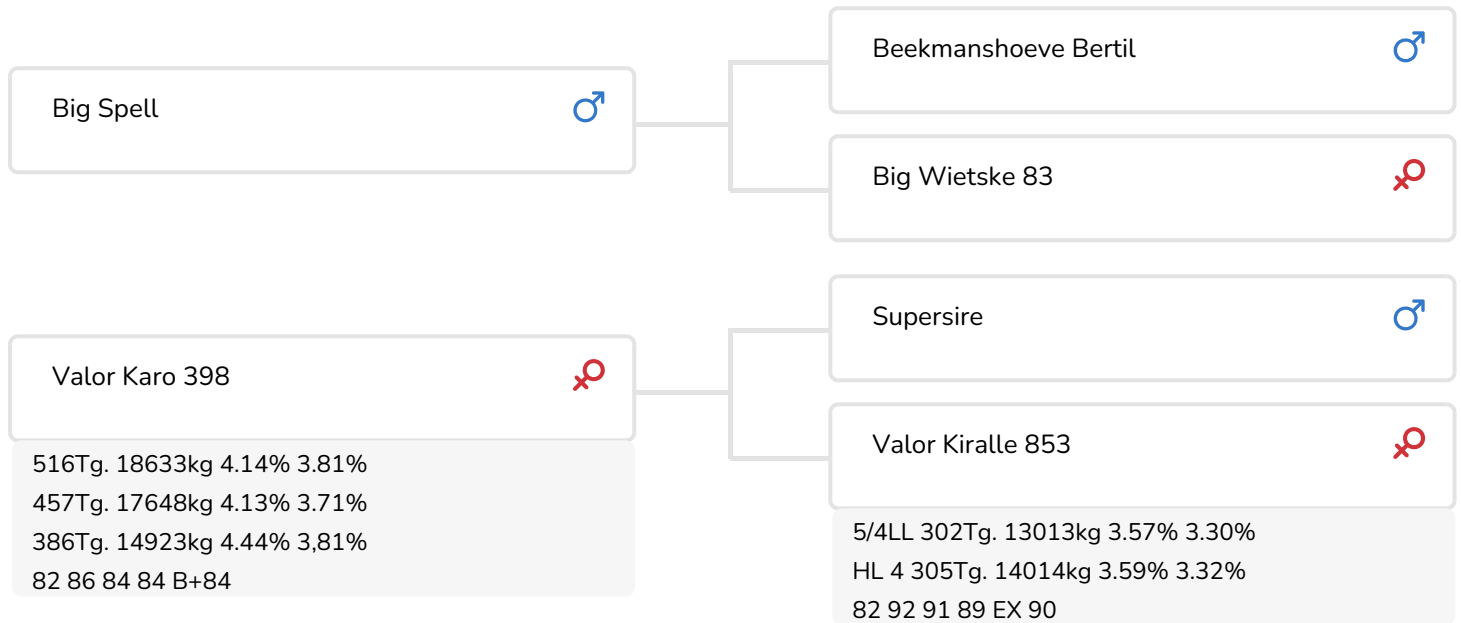 Big Spell
Beekmanshoeve Bertil
Big Wietske 83
Valor Karo 398
516Tg. 18633kg 4.14% 3.81%
457Tg. 17648kg 4.13% 3.71%
386Tg. 14923kg 4.44% 3,81%
82 86 84 84 B+84
Supersire
Valor Kiralle 853
5/4LL 302Tg. 13013kg 3.57% 3.30%
HL 4 305Tg. 14014kg 3.59% 3.32%
82 92 91 89 EX 90